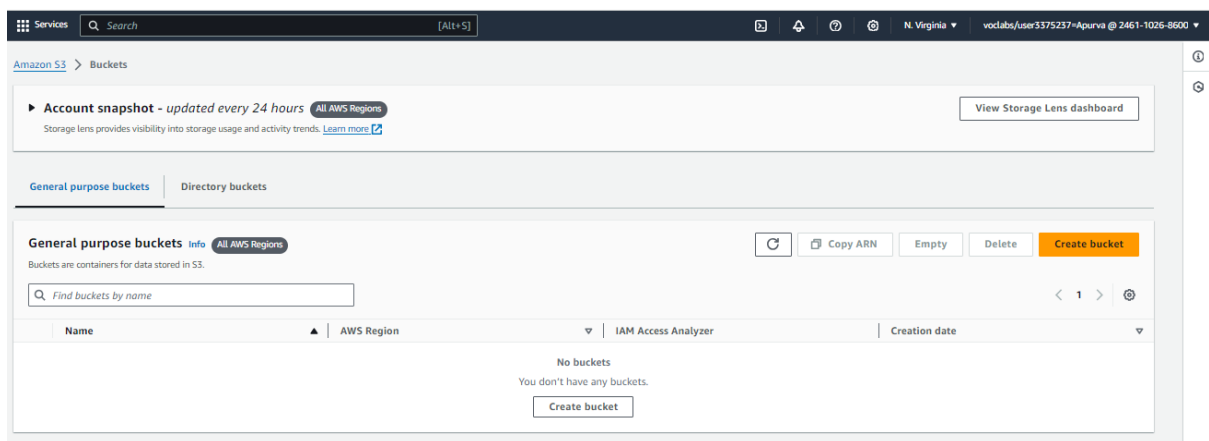 Services Search [Alt+S] N. Virginia voclabs/user3375237=Apurva @ 2461-1026-8600
Amazon S3 Buckets
Account snapshot - updated every 24 hours All AWS Regions View Storage Lens dashboard
Storage lens provides visibility into storage usage and activity trends. Learn more
General purpose buckets Directory buckets
General purpose buckets Info All AWS Regions Copy ARN Empty Delete Create bucket
Buckets are containers for data stored in S3.
Find buckets by name 1
Name AWS Region IAM Access Analyzer Creation date
No buckets
You don't have any buckets.
Create bucket